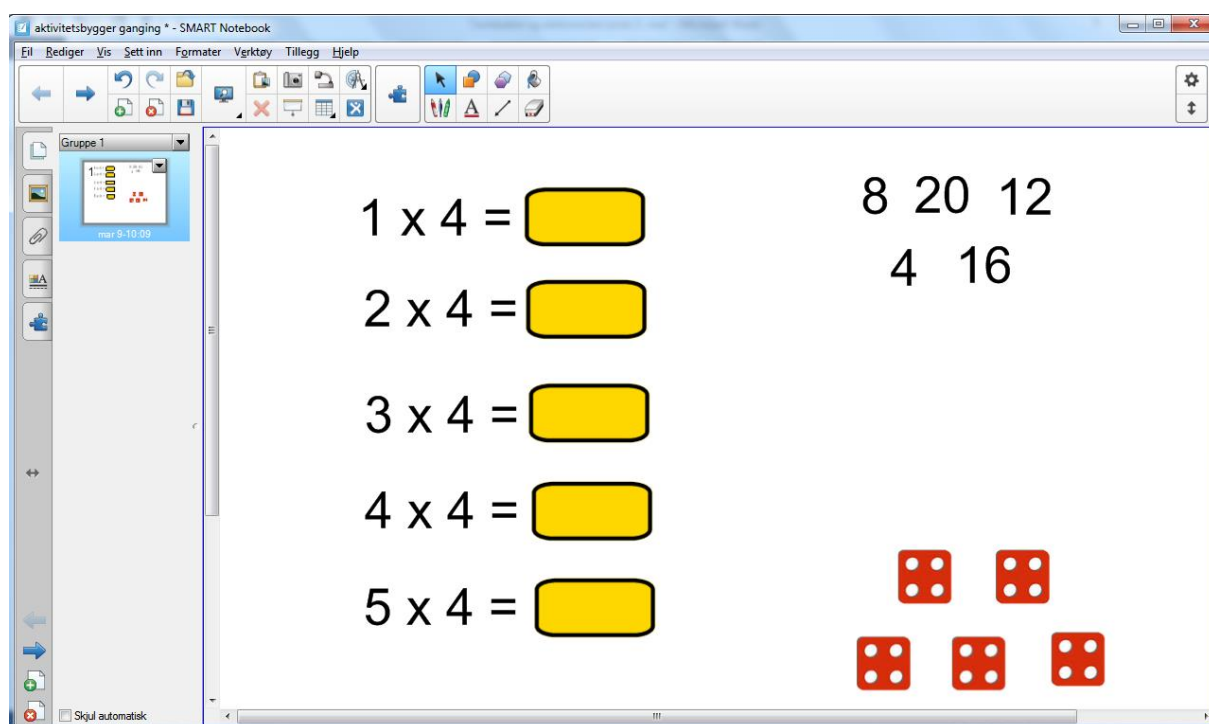 aktivitetsbygger ganging * - SMART Notebook
Fil Rediger Vis Sett inn Formater Verktøy Tillegg Hjelp
Gruppe 1
mar 9-10:09
Skjul automatisk
1 x 4 =
2 x 4 =
3 x 4 =
4 x 4 =
5 x 4 =
8 20 12
4 16